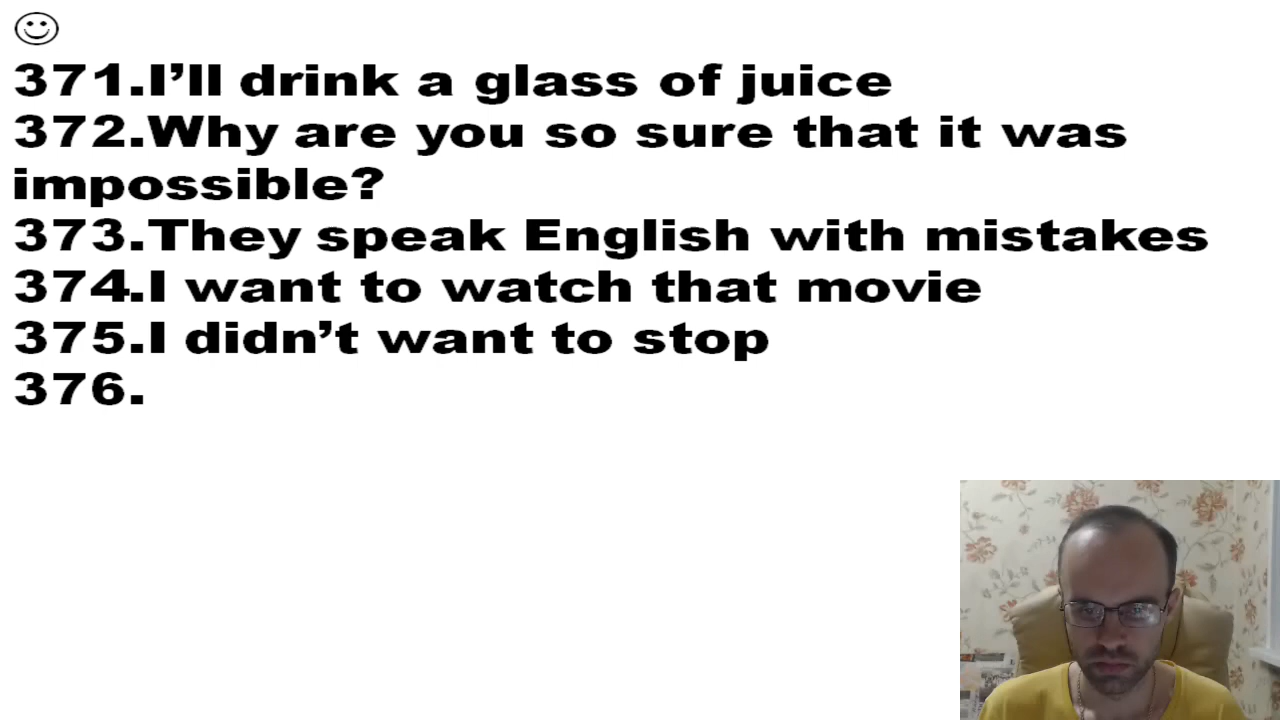 371.I’ll drink a glass of juice
372.Why are you so sure that it was
impossible?
373.They speak English with mistakes
374.I want to watch that movie
375.I didn’t want to stop
376.